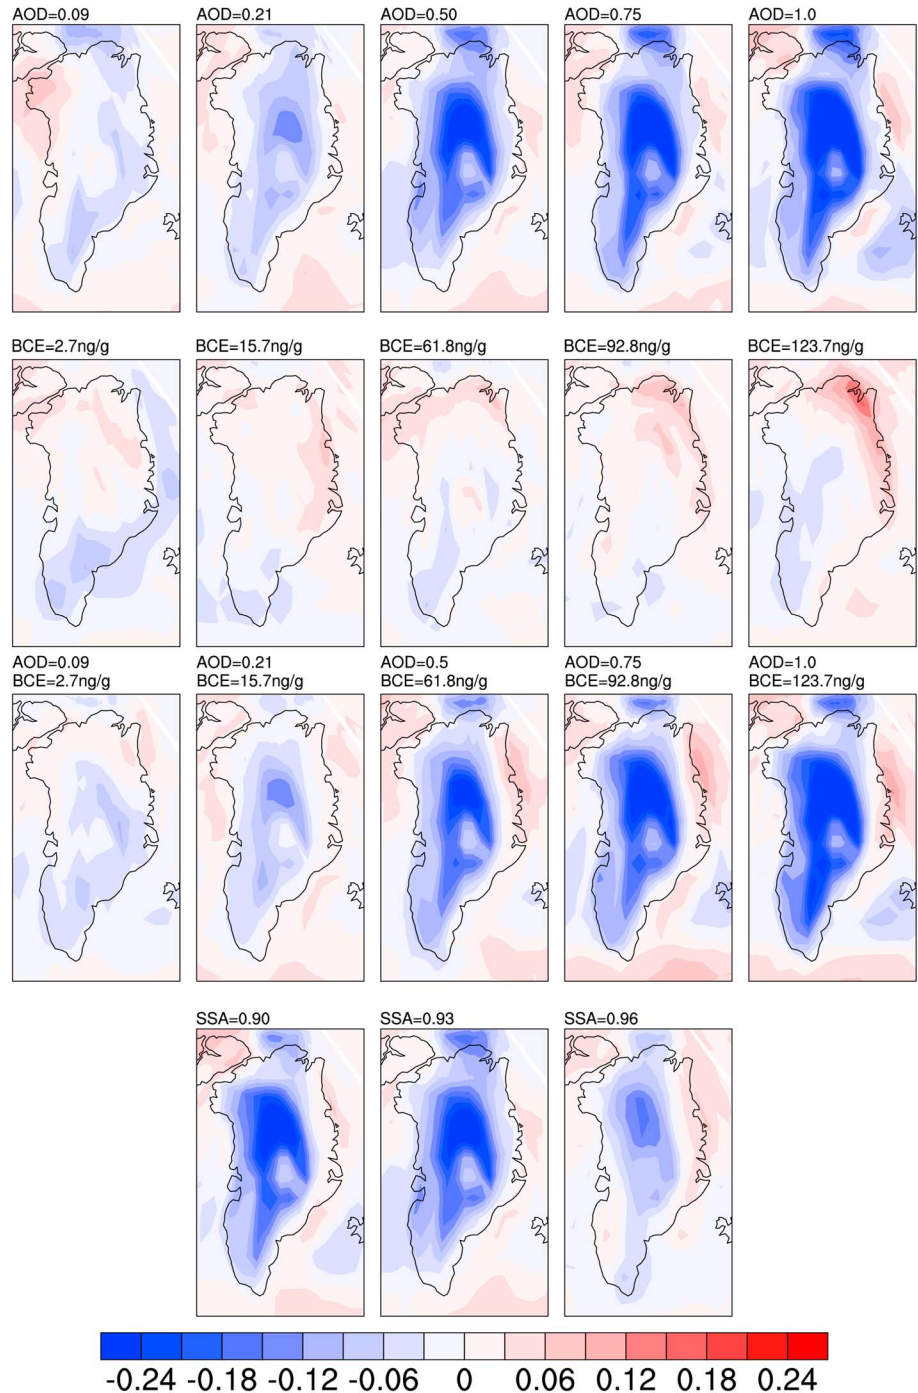 AOD=0.09 AOD=0.21 AOD=0.50 AOD=0.75 AOD=1.0
BCE=2.7ng/g BCE=15.7ng/g BCE=61.8ng/g BCE=92.8ng/g BCE=123.7ng/g
AOD=0.09 AOD=0.21 AOD=0.5 AOD=0.75 AOD=1.0
BCE=2.7ng/g BCE=15.7ng/g BCE=61.8ng/g BCE=92.8ng/g BCE=123.7ng/g
SSA=0.90 SSA=0.93 SSA=0.96
-0.24 -0.18 -0.12 -0.06 0 0.06 0.12 0.18 0.24